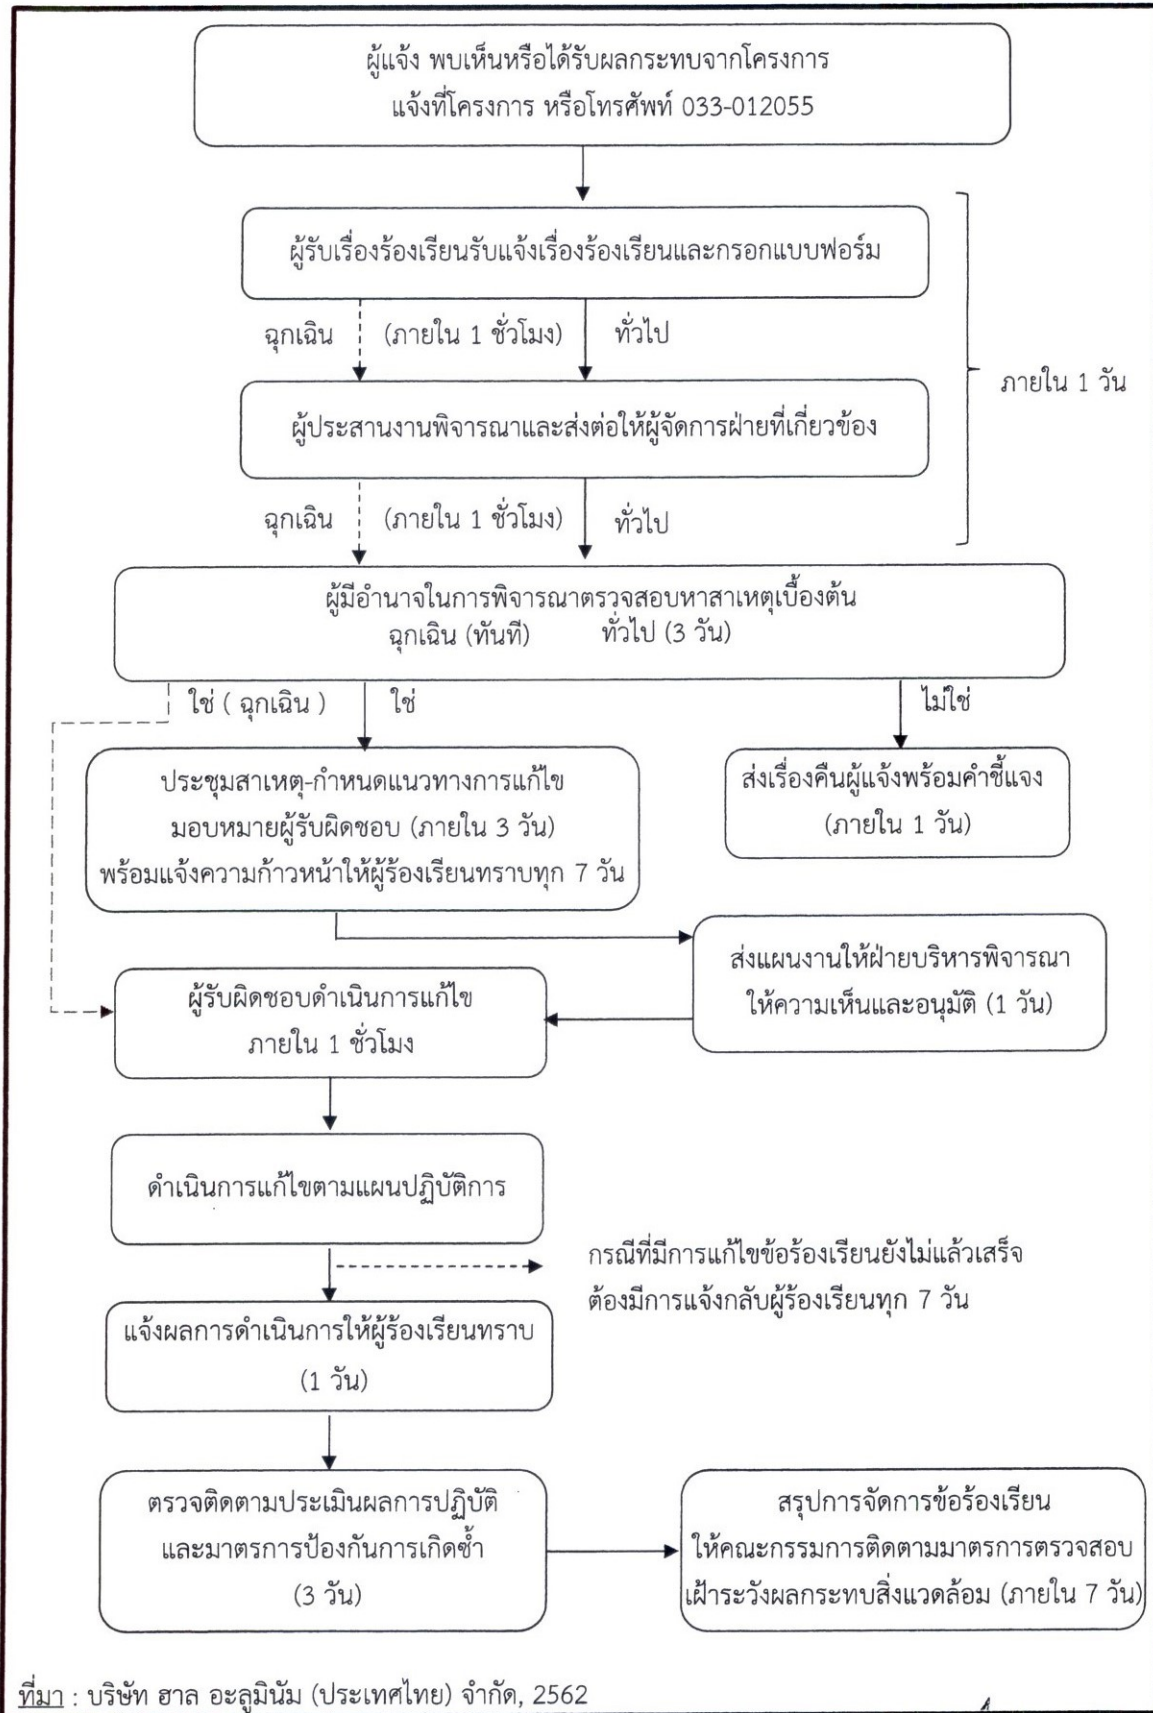 ผู้แจ้ง พบเห็นหรือได้รับผลกระทบจากโครงการ
แจ้งที่โครงการ หรือโทรศัพท์ 033-012055
ผู้รับเรื่องร้องเรียนรับแจ้งเรื่องร้องเรียนและกรอกแบบฟอร์ม
ฉุกเฉิน (ภายใน 1 ชั่วโมง) ทั่วไป
ภายใน 1 วัน
ผู้ประสานงานพิจารณาและส่งต่อให้ผู้จัดการฝ่ายที่เกี่ยวข้อง
ฉุกเฉิน (ภายใน 1 ชั่วโมง) ทั่วไป
ผู้มีอำนาจในการพิจารณาตรวจสอบหาสาเหตุเบื้องต้น
ฉุกเฉิน (ทันที) ทั่วไป (3 วัน)
ใช่ ( ฉุกเฉิน ) ใช่ ไม่ใช่
ประชุมสาเหตุ-กำหนดแนวทางการแก้ไข
มอบหมายผู้รับผิดชอบ (ภายใน 3 วัน)
พร้อมแจ้งความก้าวหน้าให้ผู้ร้องเรียนทราบทุก 7 วัน
ส่งเรื่องคืนผู้แจ้งพร้อมคำชี้แจง
(ภายใน 1 วัน)
ส่งแผนงานให้ฝ่ายบริหารพิจารณา
ให้ความเห็นและอนุมัติ (1 วัน)
ผู้รับผิดชอบดำเนินการแก้ไข
ภายใน 1 ชั่วโมง
ดำเนินการแก้ไขตามแผนปฏิบัติการ
กรณีที่มีการแก้ไขข้อร้องเรียนยังไม่แล้วเสร็จ
ต้องมีการแจ้งกลับผู้ร้องเรียนทุก 7 วัน
แจ้งผลการดำเนินการให้ผู้ร้องเรียนทราบ
(1 วัน)
ตรวจติดตามประเมินผลการปฏิบัติ
และมาตรการป้องกันการเกิดซ้ำ
(3 วัน)
สรุปการจัดการข้อร้องเรียน
ให้คณะกรรมการติดตามมาตรการตรวจสอบ
เฝ้าระวังผลกระทบสิ่งแวดล้อม (ภายใน 7 วัน)
ที่มา : บริษัท ฮาล อะลูมินัม (ประเทศไทย) จำกัด, 2562